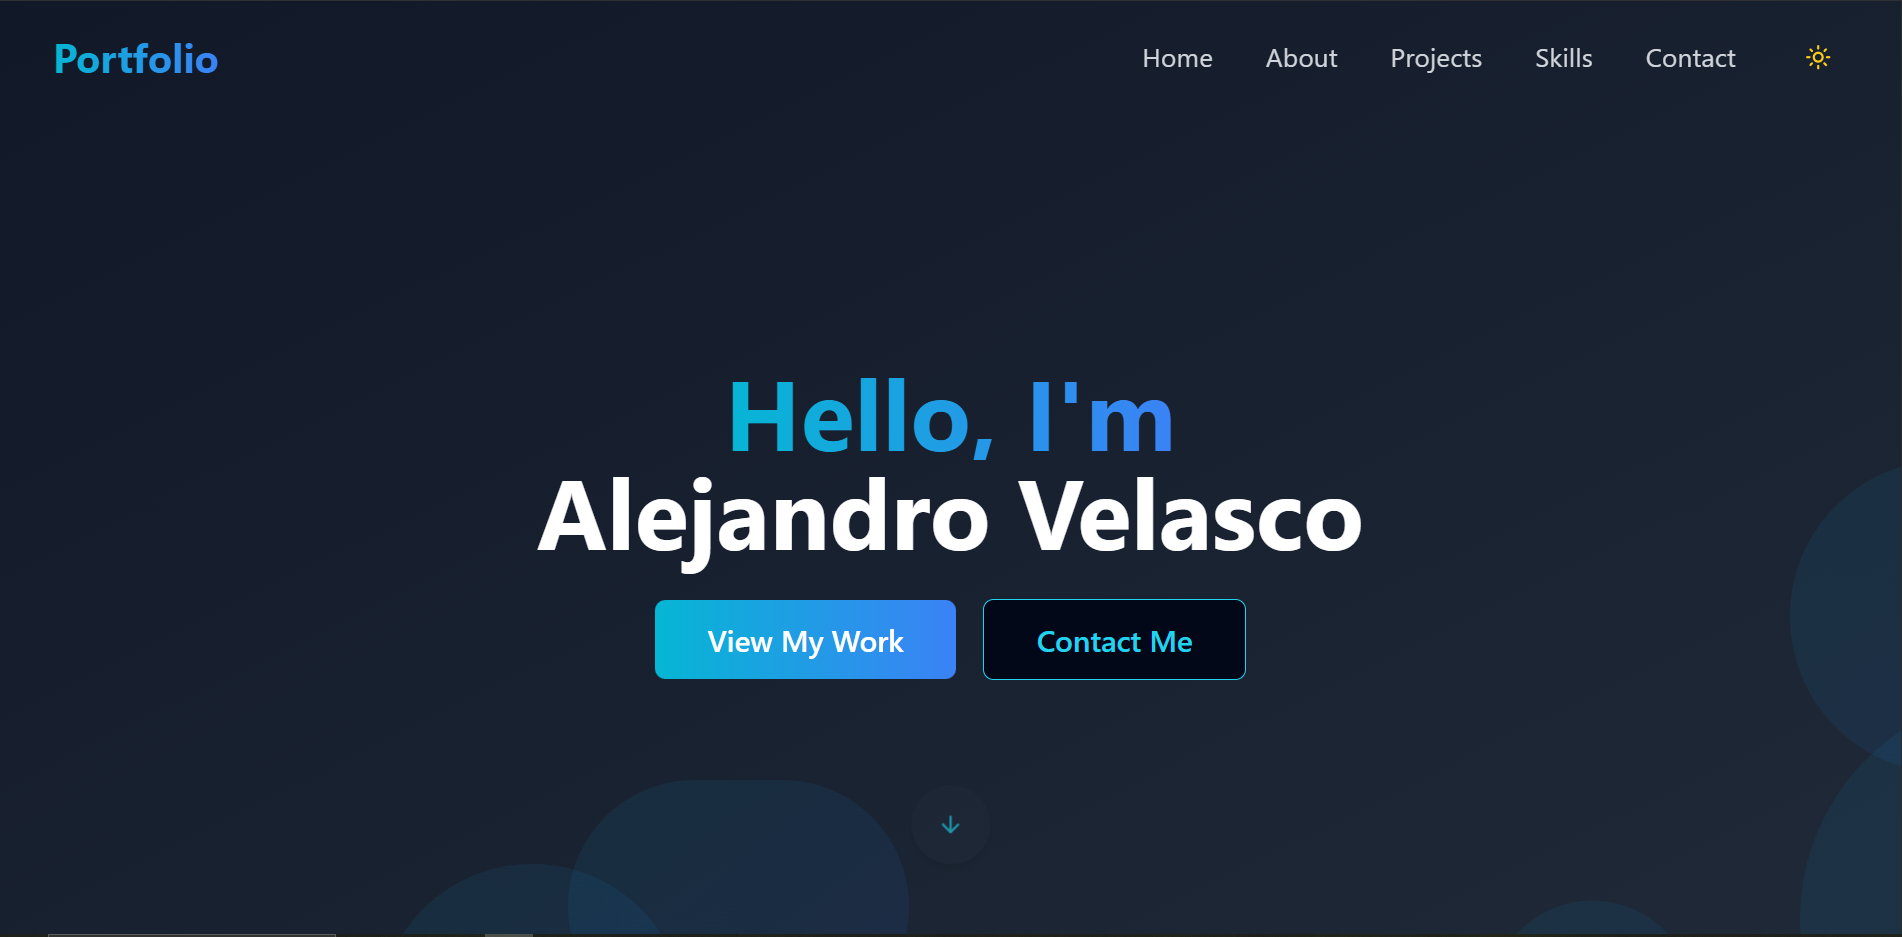 Portfolio
Home About Projects Skills Contact
Hello, I'm
Alejandro Velasco
View My Work
Contact Me